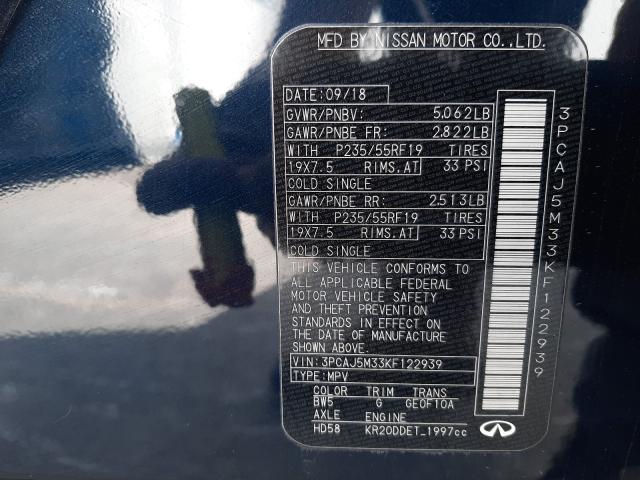 MFD BY NISSAN MOTOR CO.,LTD.
DATE: 09/18
GVWR/PNBV: 5.062LB
GAWR/PNBE FR: 2.822LB
WITH P235/55RF19 TIRES
19X7.5 RIMS.AT 33 PSI
COLD SINGLE
GAWR/PNBE RR: 2.513LB
WITH P235/55RF19 TIRES
19X7.5 RIMS.AT 33 PSI
COLD SINGLE
THIS VEHICLE CONFORMS TO
ALL APPLICABLE FEDERAL
MOTOR VEHICLE SAFETY
AND THEFT PREVENTION
STANDARDS IN EFFECT ON THE
DATE OF MANUFACTURE
SHOWN ABOVE.
VIN: 3PCAJ5M33KF122939
TYPE: MPV
COLOR TRIM TRANS
BW5 G GE0F10A
AXLE ENGINE
HD58 KR20DDET_1997cc
INFINITI
3PCAJ5M33KF122939